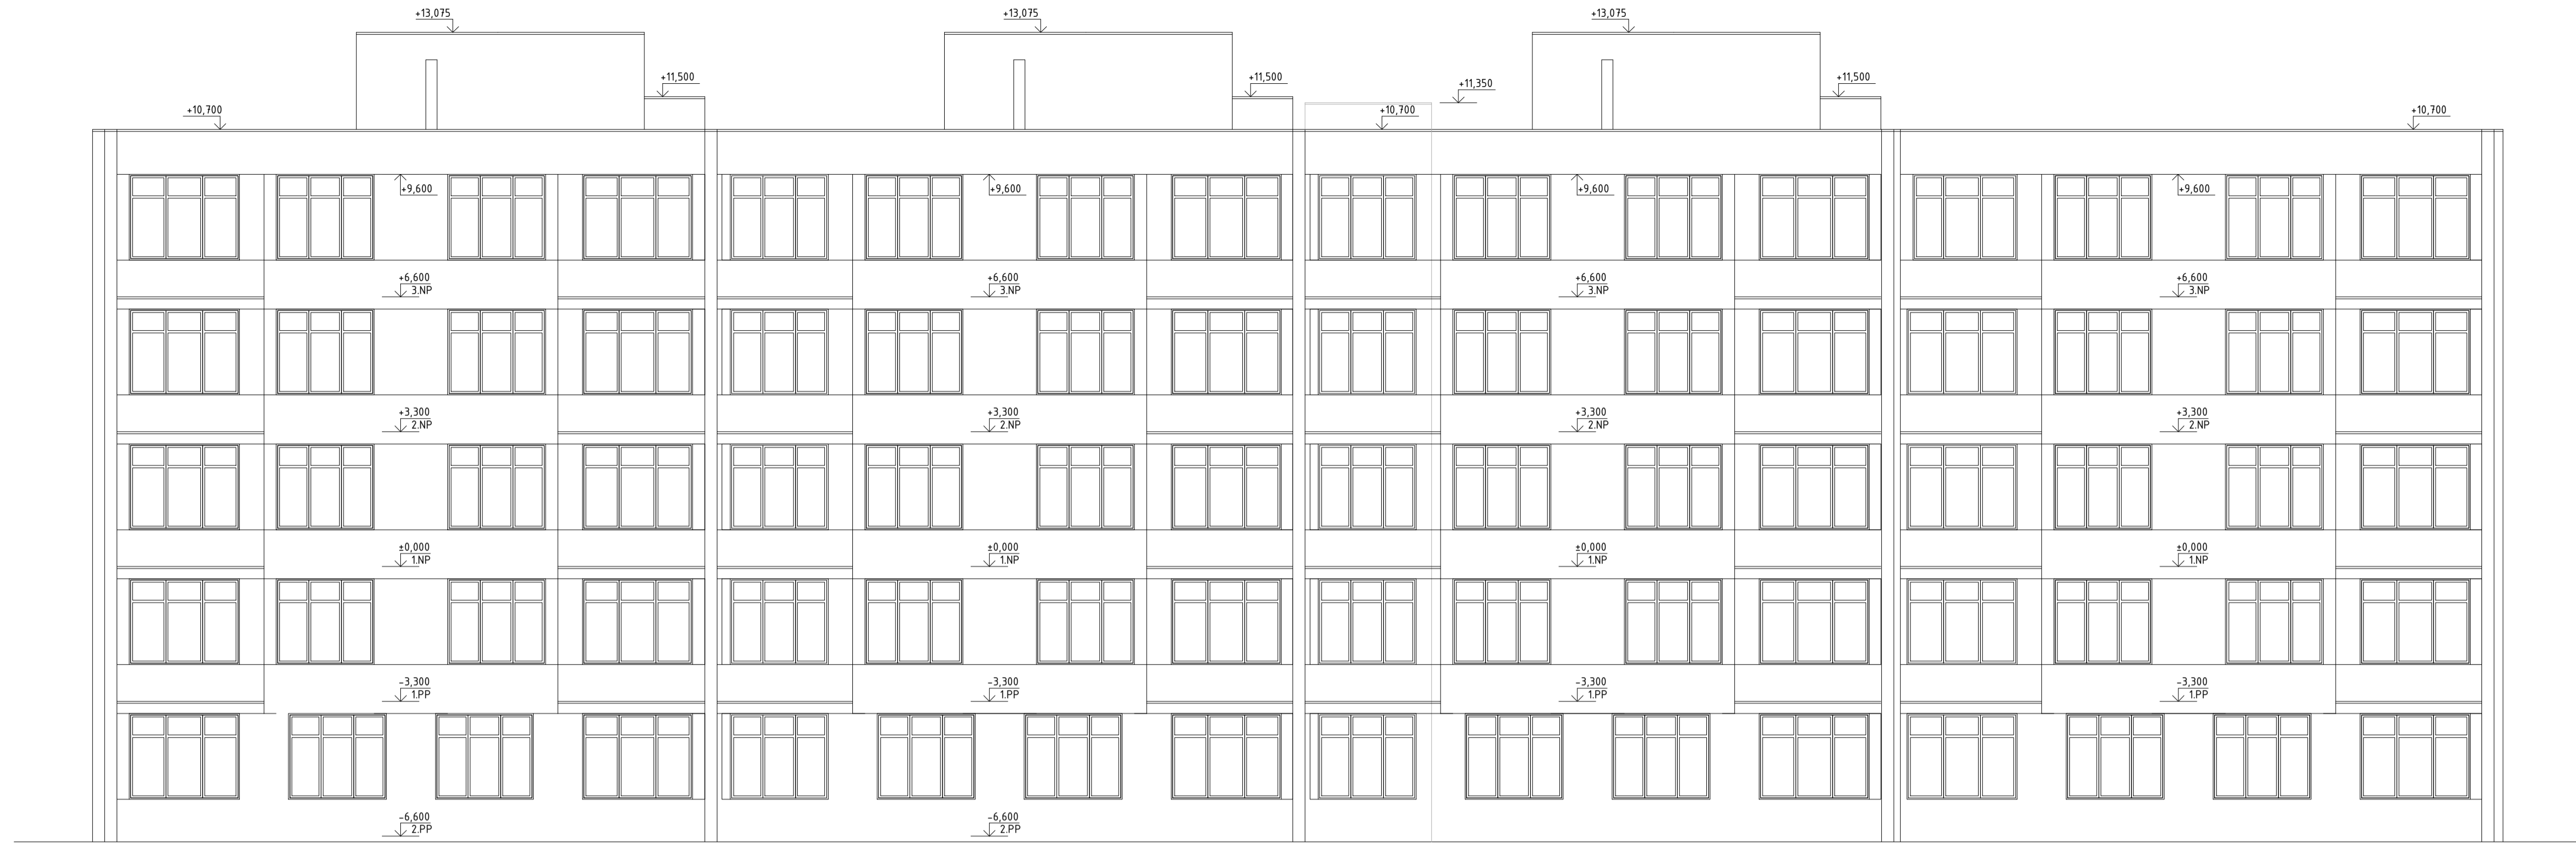 +13,075
+13,075
+13,075
+11,500
+11,500
+11,350
+11,500
+10,700
+10,700
+10,700
+9,600
+9,600
+9,600
+9,600
+6,600
3.NP
+6,600
3.NP
+6,600
3.NP
+6,600
3.NP
+3,300
2.NP
+3,300
2.NP
+3,300
2.NP
+3,300
2.NP
±0,000
1.NP
±0,000
1.NP
±0,000
1.NP
±0,000
1.NP
-3,300
1.PP
-3,300
1.PP
-3,300
1.PP
-3,300
1.PP
-6,600
2.PP
-6,600
2.PP